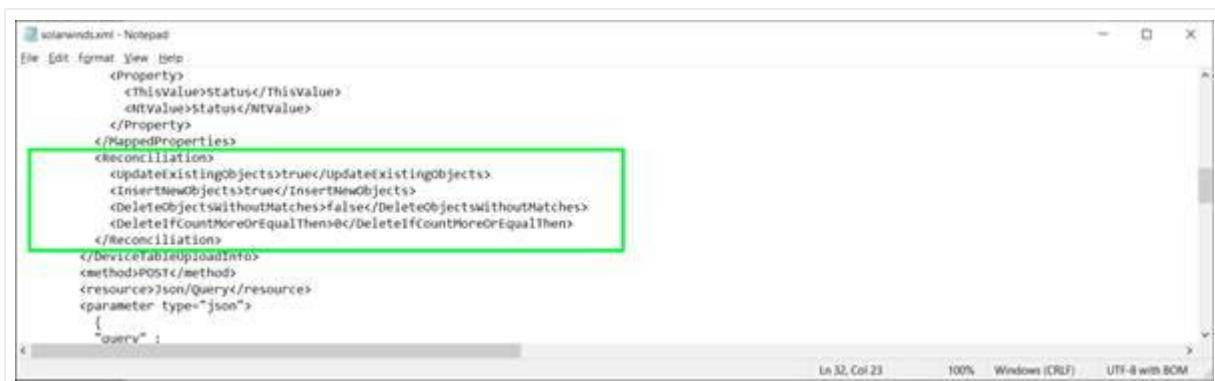 solarwinds.xml - Notepad
File Edit Format View Help
<Property>
<ThisValue>Status</ThisValue>
<NtValue>Status</NtValue>
</Property>
</MappedProperties>
<Reconciliation>
<UpdateExistingObjects>true</UpdateExistingObjects>
<InsertNewObjects>true</InsertNewObjects>
<DeleteObjectsWithoutMatches>false</DeleteObjectsWithoutMatches>
<DeleteIfCountMoreOrEqualThen>0</DeleteIfCountMoreOrEqualThen>
</Reconciliation>
</DeviceTableUploadInfo>
<method>POST</method>
<resource>Json/Query</resource>
<parameter type="json">
{
"query" :
Ln 32, Col 23 100% Windows (CRLF) UTF-8 with BOM